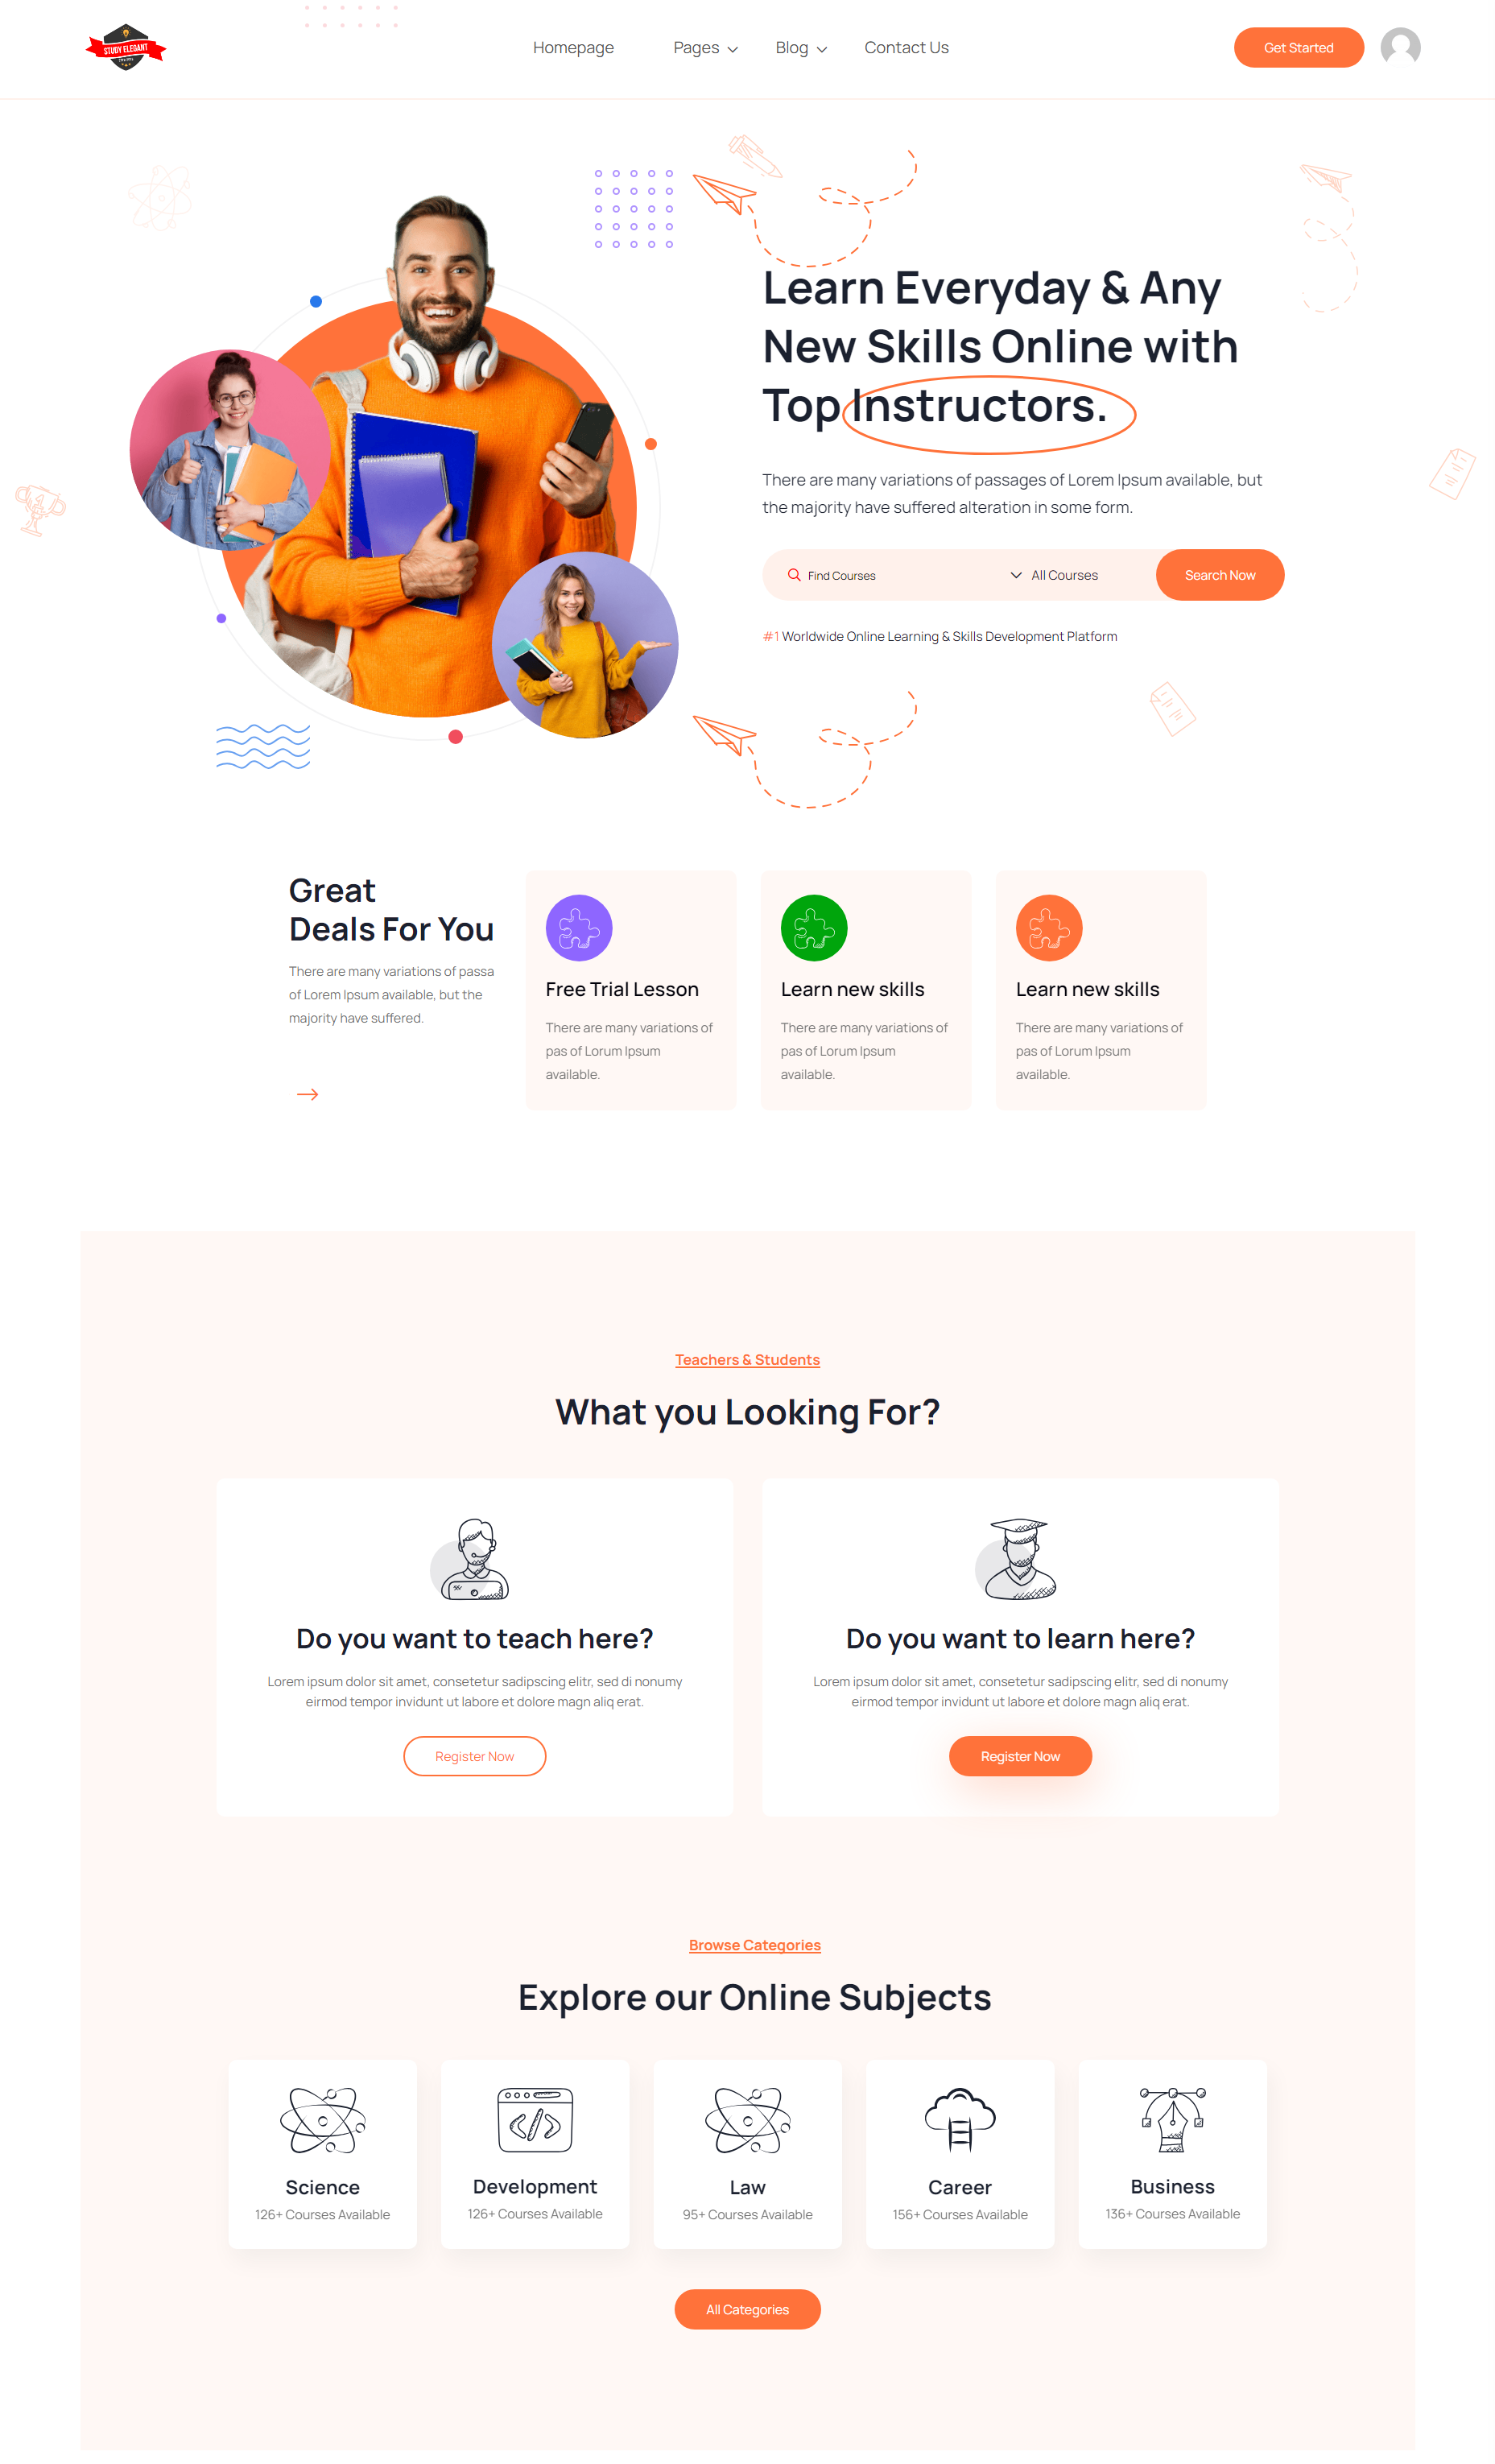 STUDY ELEGANT
Homepage
Pages
Blog
Contact Us
Get Started
Learn Everyday & Any
New Skills Online with
Top Instructors.
There are many variations of passages of Lorem Ipsum available, but
the majority have suffered alteration in some form.
Find Courses
All Courses
Search Now
#1 Worldwide Online Learning & Skills Development Platform
Great
Deals For You
There are many variations of passa
of Lorem Ipsum available, but the
majority have suffered.
Free Trial Lesson
There are many variations of
pas of Lorum Ipsum
available.
Learn new skills
There are many variations of
pas of Lorum Ipsum
available.
Learn new skills
There are many variations of
pas of Lorum Ipsum
available.
Teachers & Students
What you Looking For?
Do you want to teach here?
Lorem ipsum dolor sit amet, consetetur sadipscing elitr, sed di nonumy
eirmod tempor invidunt ut labore et dolore magn aliq erat.
Register Now
Do you want to learn here?
Lorem ipsum dolor sit amet, consetetur sadipscing elitr, sed di nonumy
eirmod tempor invidunt ut labore et dolore magn aliq erat.
Register Now
Browse Categories
Explore our Online Subjects
Science
126+ Courses Available
Development
126+ Courses Available
Law
95+ Courses Available
Career
156+ Courses Available
Business
136+ Courses Available
All Categories